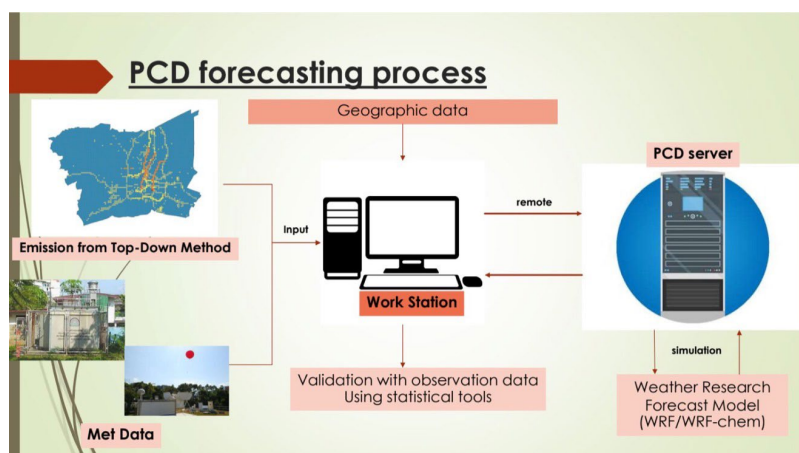 PCD forecasting process
Geographic data
PCD server
remote
Input
Emission from Top-Down Method
Work Station
simulation
Validation with observation data
Using statistical tools
Weather Research
Forecast Model
(WRF/WRF-chem)
Met Data